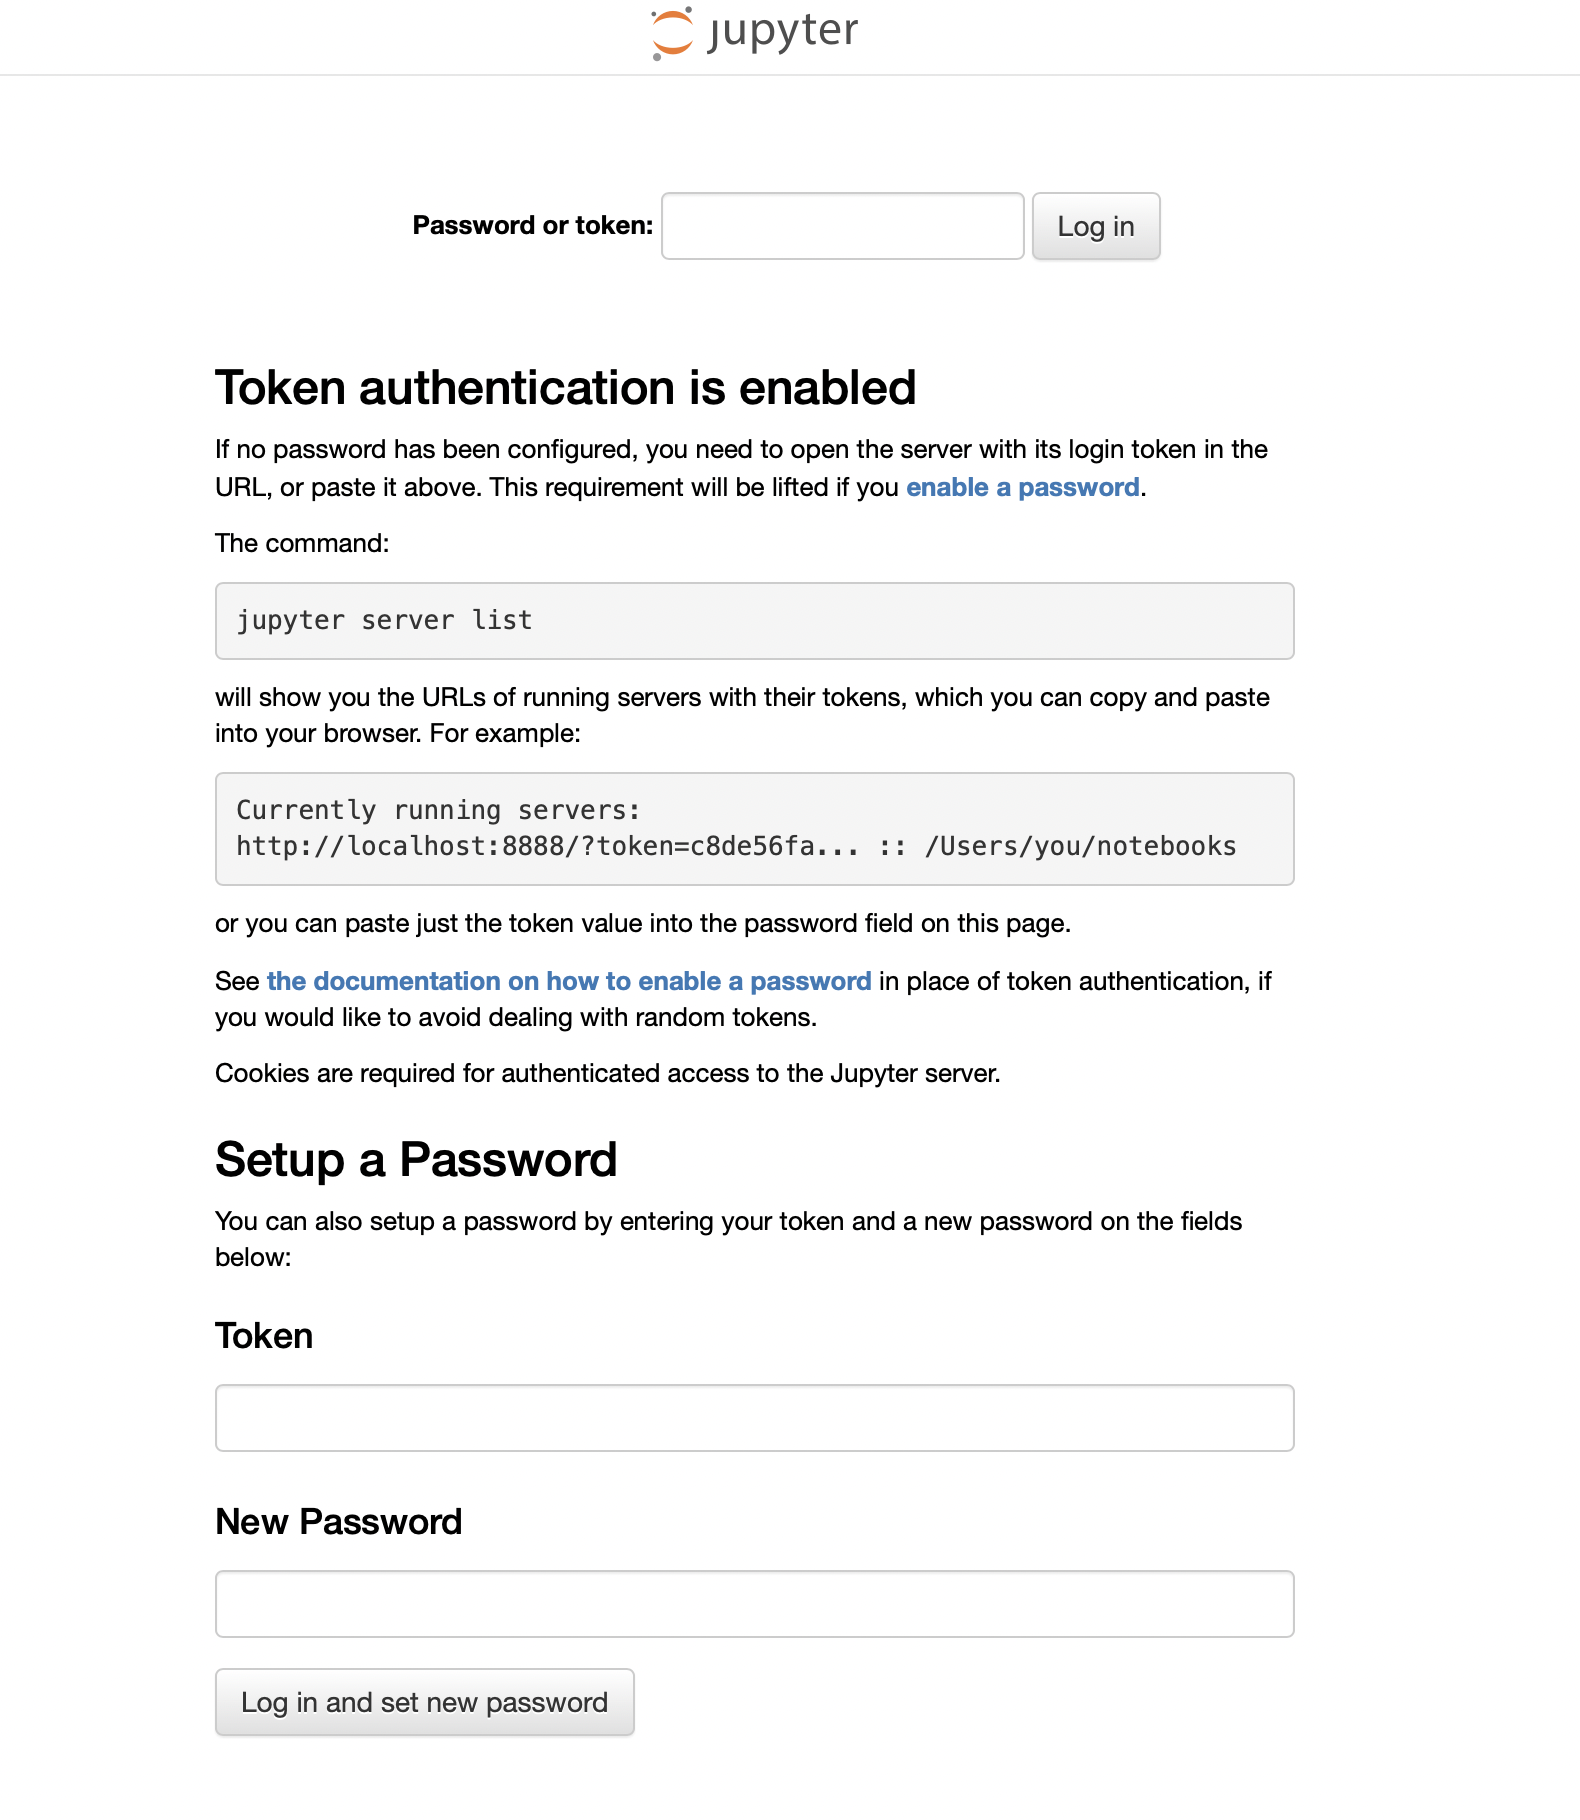 jupyter
Password or token:
Log in
Token authentication is enabled
If no password has been configured, you need to open the server with its login token in the
URL, or paste it above. This requirement will be lifted if you enable a password.
The command:
jupyter server list
will show you the URLs of running servers with their tokens, which you can copy and paste
into your browser. For example:
Currently running servers:
http://localhost:8888/?token=c8de56fa... :: /Users/you/notebooks
or you can paste just the token value into the password field on this page.
See the documentation on how to enable a password in place of token authentication, if
you would like to avoid dealing with random tokens.
Cookies are required for authenticated access to the Jupyter server.
Setup a Password
You can also setup a password by entering your token and a new password on the fields
below:
Token
New Password
Log in and set new password